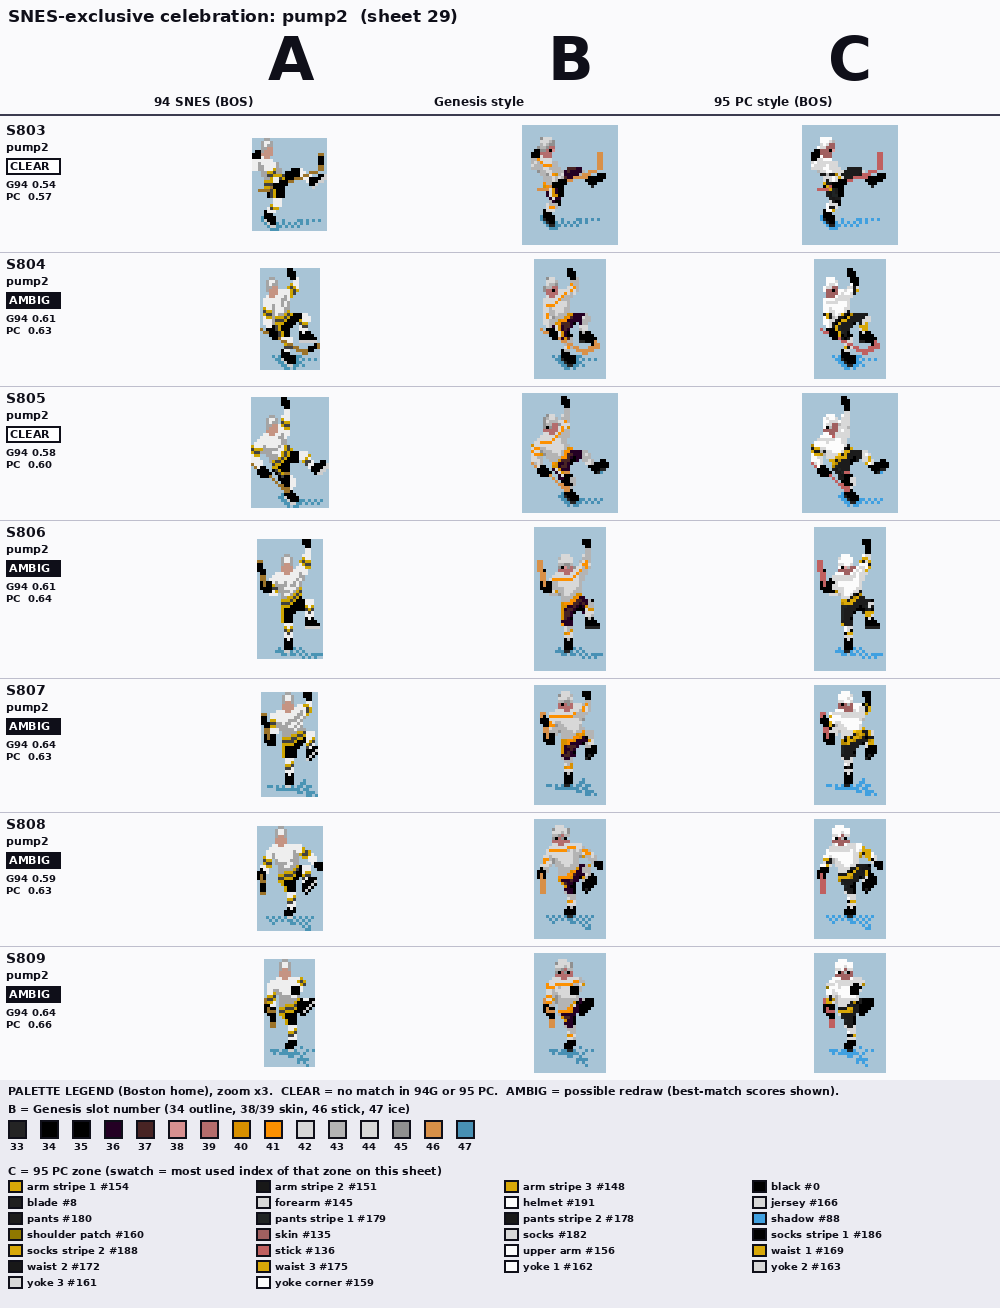 SNES-exclusive celebration: pump2 (sheet 29)
A B C
94 SNES (BOS) Genesis style 95 PC style (BOS)
S803
pump2
CLEAR
G94 0.54
PC 0.57
S804
pump2
AMBIG
G94 0.61
PC 0.63
S805
pump2
CLEAR
G94 0.58
PC 0.60
S806
pump2
AMBIG
G94 0.61
PC 0.64
S807
pump2
AMBIG
G94 0.64
PC 0.63
S808
pump2
AMBIG
G94 0.59
PC 0.63
S809
pump2
AMBIG
G94 0.64
PC 0.66
PALETTE LEGEND (Boston home), zoom x3. CLEAR = no match in 94G or 95 PC. AMBIG = possible redraw (best-match scores shown).
B = Genesis slot number (34 outline, 38/39 skin, 46 stick, 47 ice)
33 34 35 36 37 38 39 40 41 42 43 44 45 46 47
C = 95 PC zone (swatch = most used index of that zone on this sheet)
arm stripe 1 #154 arm stripe 2 #151 arm stripe 3 #148 black #0
blade #8 forearm #145 helmet #191 jersey #166
pants #180 pants stripe 1 #179 pants stripe 2 #178 shadow #88
shoulder patch #160 skin #135 socks #182 socks stripe 1 #186
socks stripe 2 #188 stick #136 upper arm #156 waist 1 #169
waist 2 #172 waist 3 #175 yoke 1 #162 yoke 2 #163
yoke 3 #161 yoke corner #159